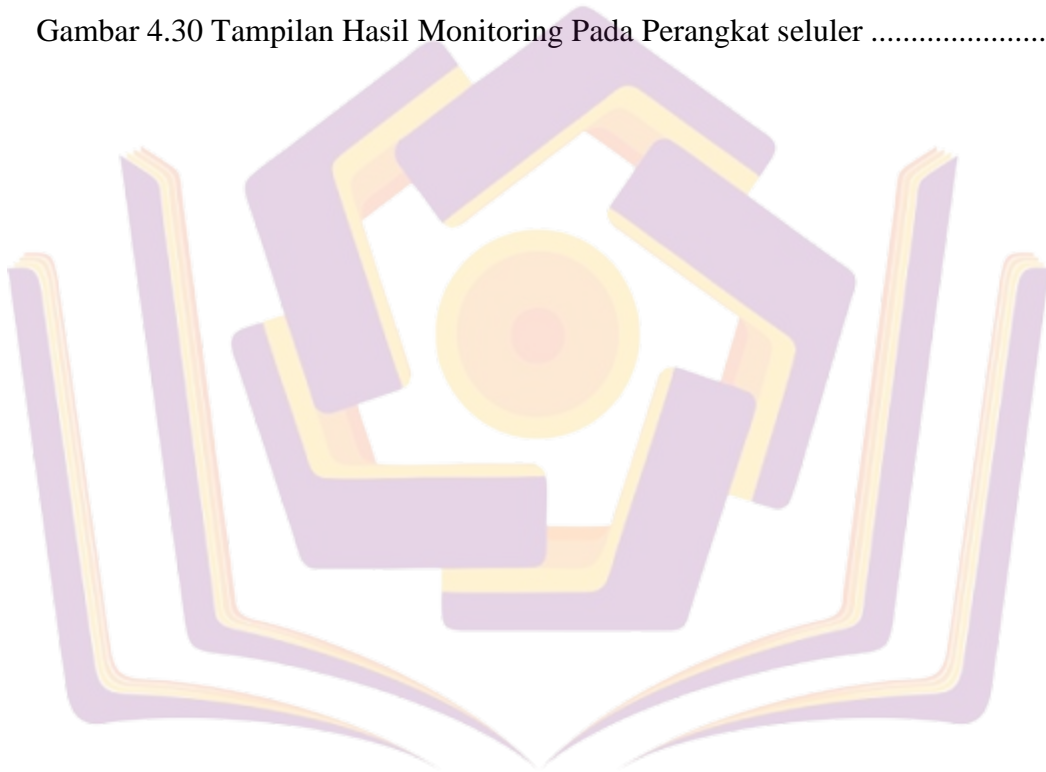 Gambar 4.30 Tampilan Hasil Monitoring Pada Perangkat seluler ......................